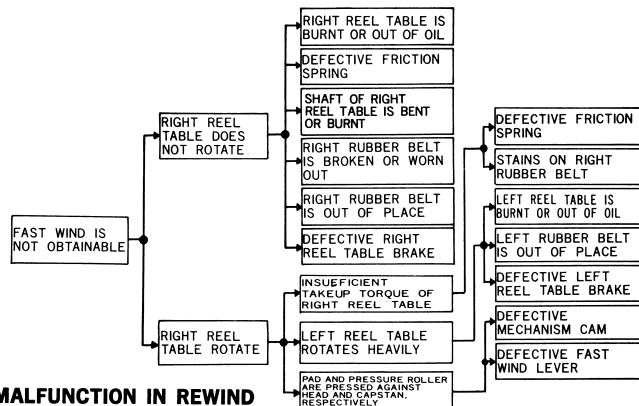 RIGHT REEL TABLE IS
BURNT OR OUT OF OIL
DEFECTIVE FRICTION
SPRING
SHAFT OF RIGHT
REEL TABLE IS BENT
OR BURNT
RIGHT RUBBER BELT
IS BROKEN OR WORN
OUT
RIGHT RUBBER BELT
IS OUT OF PLACE
DEFECTIVE RIGHT
REEL TABLE BRAKE
RIGHT REEL
TABLE DOES
NOT ROTATE
FAST WIND IS
NOT OBTAINABLE
RIGHT REEL
TABLE ROTATE
INSUFFICIENT
TAKEUP TORQUE OF
RIGHT REEL TABLE
LEFT REEL TABLE
ROTATES HEAVILY
PAD AND PRESSURE ROLLER
ARE PRESSED AGAINST
HEAD AND CAPSTAN,
RESPECTIVELY
DEFECTIVE FRICTION
SPRING
STAINS ON RIGHT
RUBBER BELT
LEFT REEL TABLE IS
BURNT OR OUT OF OIL
LEFT RUBBER BELT
IS OUT OF PLACE
DEFECTIVE LEFT
REEL TABLE BRAKE
DEFECTIVE
MECHANISM CAM
DEFECTIVE FAST
WIND LEVER
MALFUNCTION IN REWIND